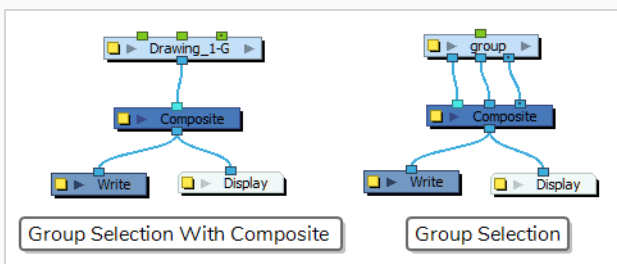 Drawing_1-G
group
Composite
Composite
Write
Display
Write
Display
Group Selection With Composite
Group Selection